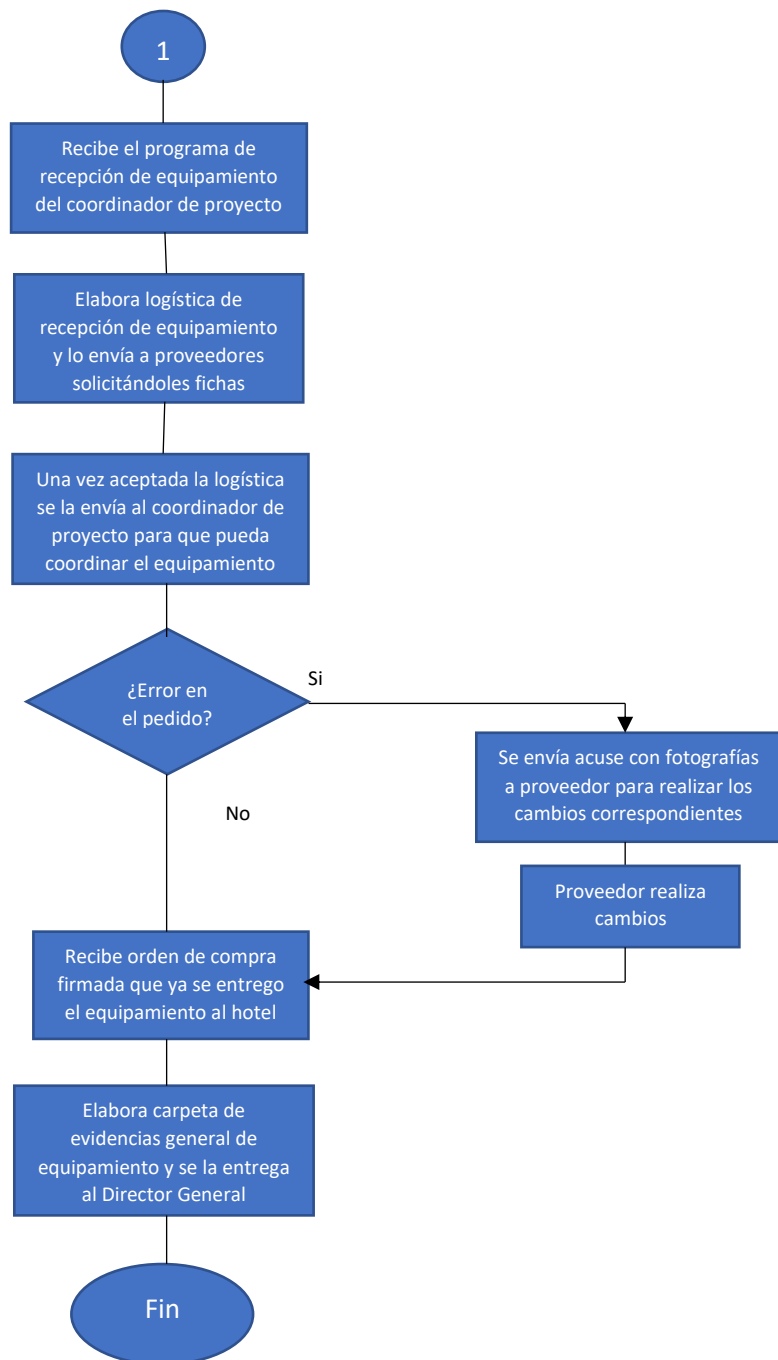 1
Recibe el programa de
recepción de equipamiento
del coordinador de proyecto
Elabora logística de
recepción de equipamiento
y lo envía a proveedores
solicitándoles fichas
Una vez aceptada la logística
se la envía al coordinador de
proyecto para que pueda
coordinar el equipamiento
¿Error en
el pedido?
Si
Se envía acuse con fotografías
a proveedor para realizar los
cambios correspondientes
No
Proveedor realiza
cambios
Recibe orden de compra
firmada que ya se entrego
el equipamiento al hotel
Elabora carpeta de
evidencias general de
equipamiento y se la entrega
al Director General
Fin